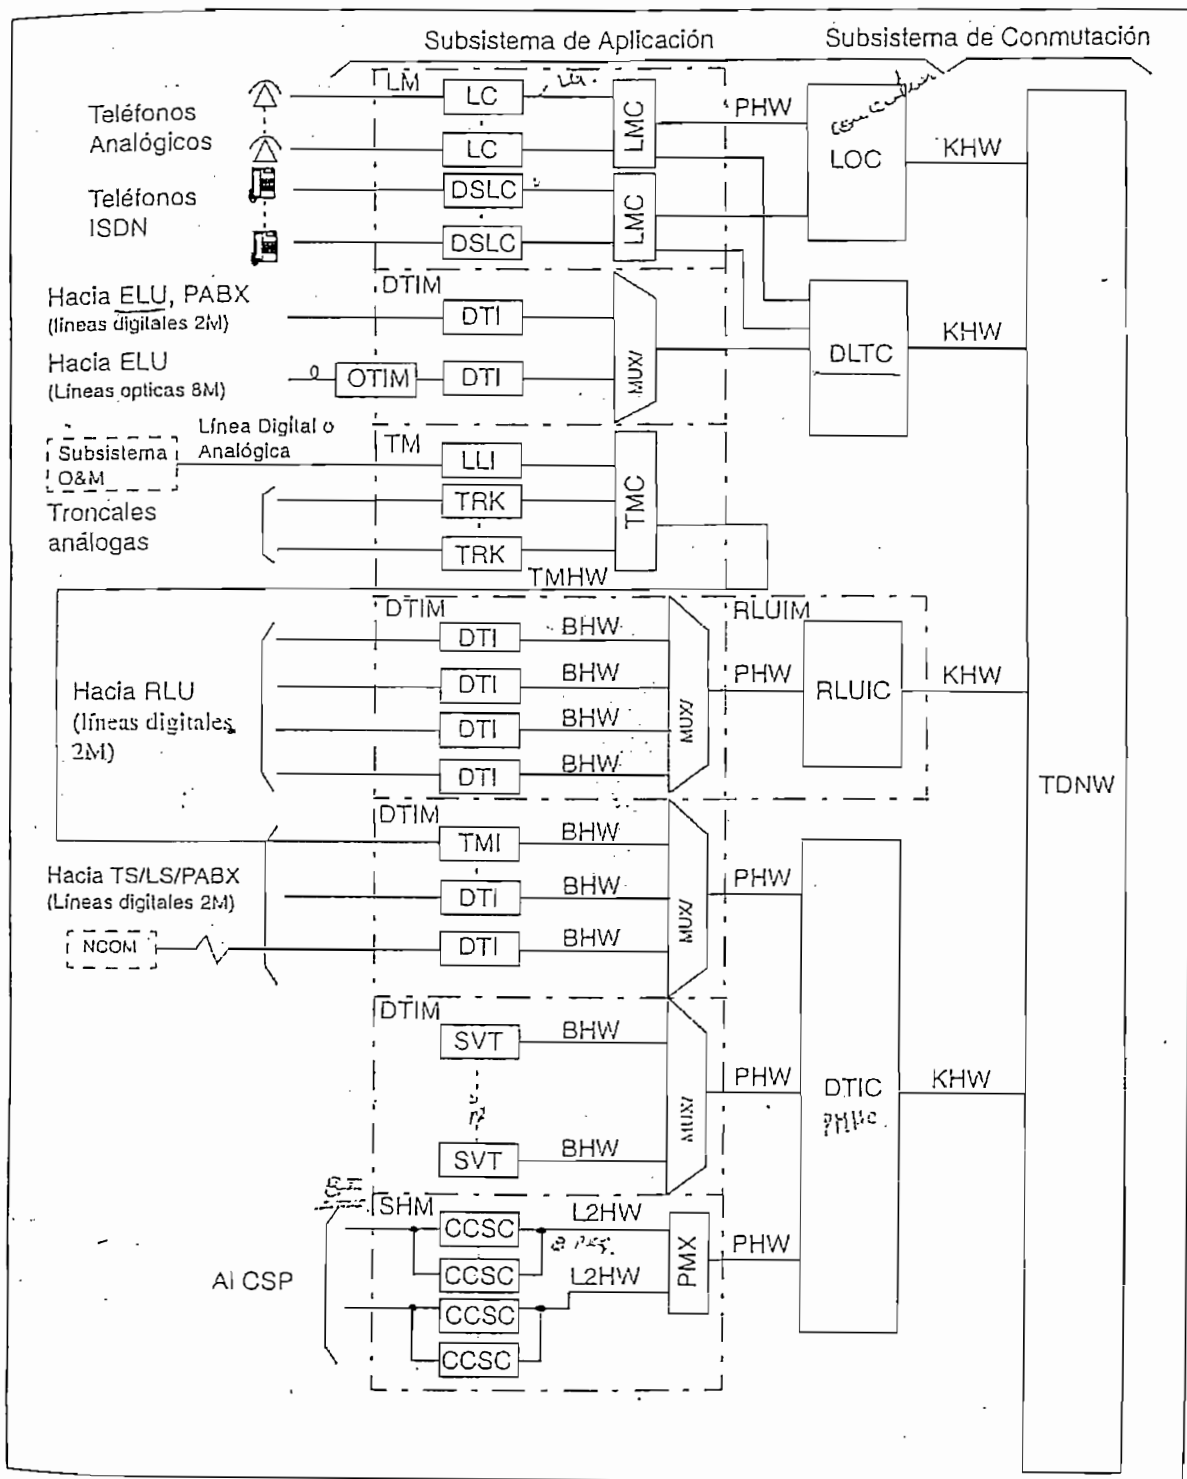 Subsistema de Aplicación
Subsistema de Conmutación
LM
LC
LMC
PHW
Teléfonos
Analógicos
LC
LOC
KHW
Teléfonos
ISDN
DSLC
LMC
DSLC
DTIM
Hacia ELU, PABX
(líneas digitales 2M)
DTI
MUX/
DLTC
KHW
Hacia ELU
(Líneas opticas 8M)
OTIM
DTI
Línea Digital o
Analógica
TM
Subsistema
O&M
LLI
TMC
Troncales
análogas
TRK
TRK
TMHW
DTIM
RLUIM
DTI
BHW
MUX/
Hacia RLU
(líneas digitales
2M)
DTI
BHW
PHW
RLUIC
KHW
DTI
BHW
DTI
BHW
TDNW
DTIM
TMI
BHW
MUX/
Hacia TS/LS/PABX
(Líneas digitales 2M)
DTI
BHW
PHW
NCOM
DTI
BHW
DTIM
SVT
BHW
MUX/
PHW
DTIC
KHW
SVT
BHW
SHM
CCSC
L2HW
PMX
PHW
Al CSP
CCSC
L2HW
CCSC
CCSC